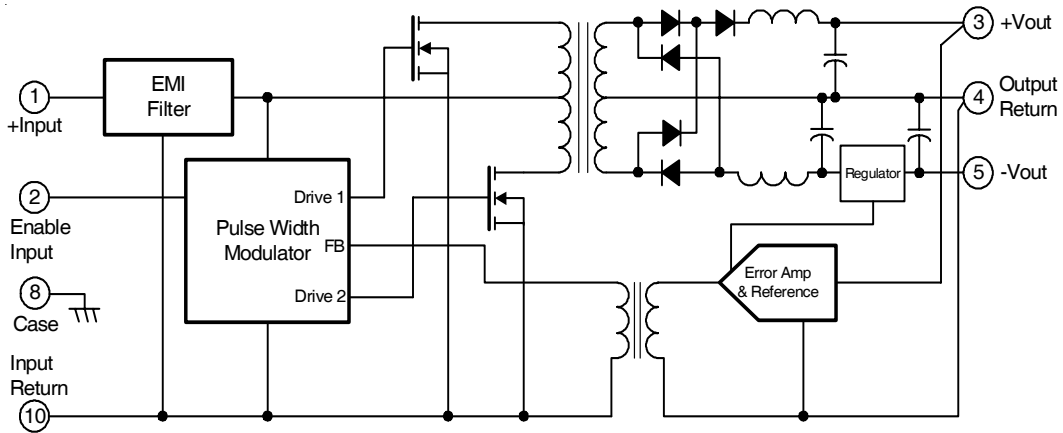 1
+Input
EMI
Filter
2
Enable
Input
8
Case
Input
Return
10
Pulse Width
Modulator
Drive 1
FB
Drive 2
Error Amp
& Reference
Regulator
3
+Vout
4
Output
Return
5
-Vout